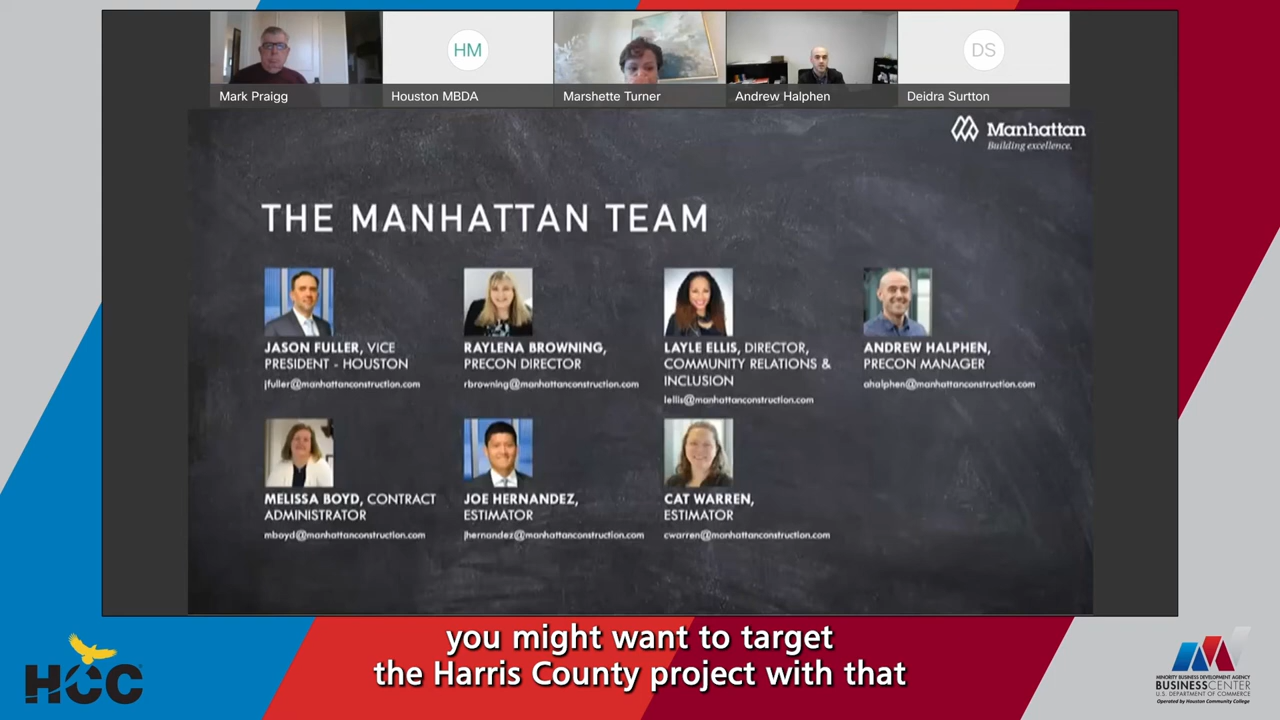 HM
DS
Mark Praigg
Houston MBDA
Marshette Turner
Andrew Halphen
Deidra Surtton
Manhattan
Building excellence.
THE MANHATTAN TEAM
JASON FULLER, VICE
PRESIDENT - HOUSTON
jfuller@manhattanconstruction.com
RAYLENA BROWNING,
PRECON DIRECTOR
rbrowning@manhattanconstruction.com
LAYLE ELLIS, DIRECTOR,
COMMUNITY RELATIONS &
INCLUSION
lellis@manhattanconstruction.com
ANDREW HALPHEN,
PRECON MANAGER
ahalphen@manhattanconstruction.com
MELISSA BOYD, CONTRACT
ADMINISTRATOR
mboyd@manhattanconstruction.com
JOE HERNANDEZ,
ESTIMATOR
jhernandez@manhattanconstruction.com
CAT WARREN,
ESTIMATOR
cwarren@manhattanconstruction.com
you might want to target
the Harris County project with that
HCC
MINORITY BUSINESS DEVELOPMENT AGENCY
BUSINESSCENTER
U.S. DEPARTMENT OF COMMERCE
Operated by Houston Community College